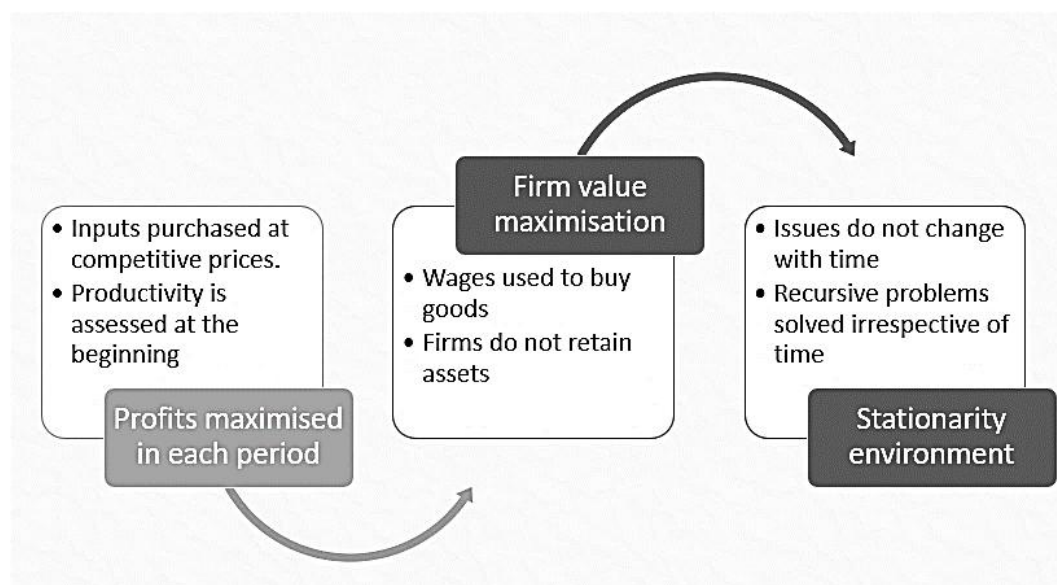 • Inputs purchased at
competitive prices.
• Productivity is
assessed at the
beginning
Profits maximised
in each period
Firm value
maximisation
• Wages used to buy
goods
• Firms do not retain
assets
• Issues do not change
with time
• Recursive problems
solved irrespective of
time
Stationarity
environment